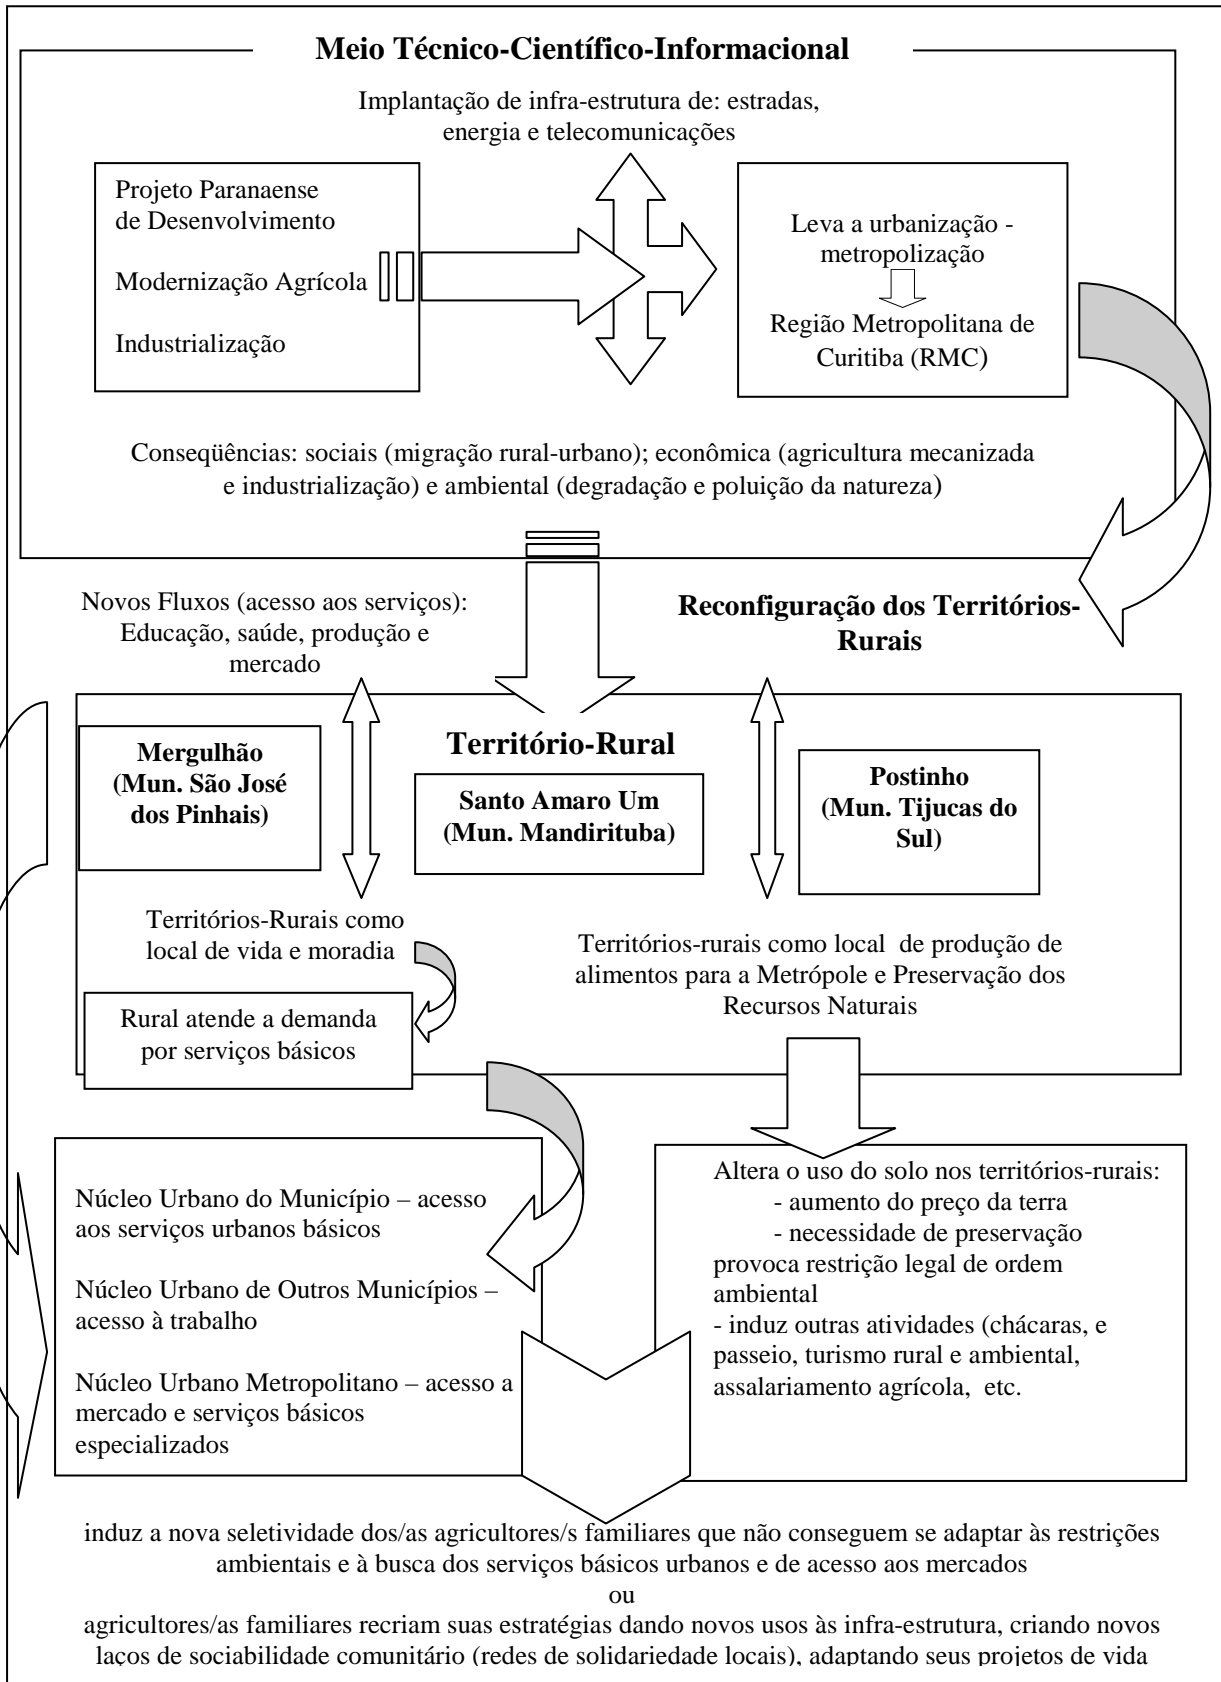 Meio Técnico-Científico-Informacional
Implantação de infra-estrutura de: estradas,
energia e telecomunicações
Projeto Paranaense
de Desenvolvimento
Modernização Agrícola
Industrialização
Leva a urbanização -
metropolização
Região Metropolitana de
Curitiba (RMC)
Conseqüências: sociais (migração rural-urbano); econômica (agricultura mecanizada
e industrialização) e ambiental (degradação e poluição da natureza)
Novos Fluxos (acesso aos serviços):
Educação, saúde, produção e
mercado
Reconfiguração dos Territórios-
Rurais
Território-Rural
Mergulhão
(Mun. São José
dos Pinhais)
Santo Amaro Um
(Mun. Mandirituba)
Postinho
(Mun. Tijucas do
Sul)
Territórios-Rurais como
local de vida e moradia
Rural atende a demanda
por serviços básicos
Territórios-rurais como local  de produção de
alimentos para a Metrópole e Preservação dos
Recursos Naturais
Núcleo Urbano do Município – acesso
aos serviços urbanos básicos
Núcleo Urbano de Outros Municípios –
acesso à trabalho
Núcleo Urbano Metropolitano – acesso a
mercado e serviços básicos
especializados
Altera o uso do solo nos territórios-rurais:
- aumento do preço da terra
- necessidade de preservação
provoca restrição legal de ordem
ambiental
- induz outras atividades (chácaras, e
passeio, turismo rural e ambiental,
assalariamento agrícola,  etc.
induz a nova seletividade dos/as agricultores/s familiares que não conseguem se adaptar às restrições
ambientais e à busca dos serviços básicos urbanos e de acesso aos mercados
ou
agricultores/as familiares recriam suas estratégias dando novos usos às infra-estrutura, criando novos
laços de sociabilidade comunitário (redes de solidariedade locais), adaptando seus projetos de vida